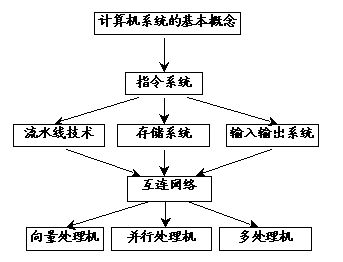 计算机系统的基本概念
指令系统
流水线技术 存储系统 输入输出系统
互连网络
向量处理机 并行处理机 多处理机